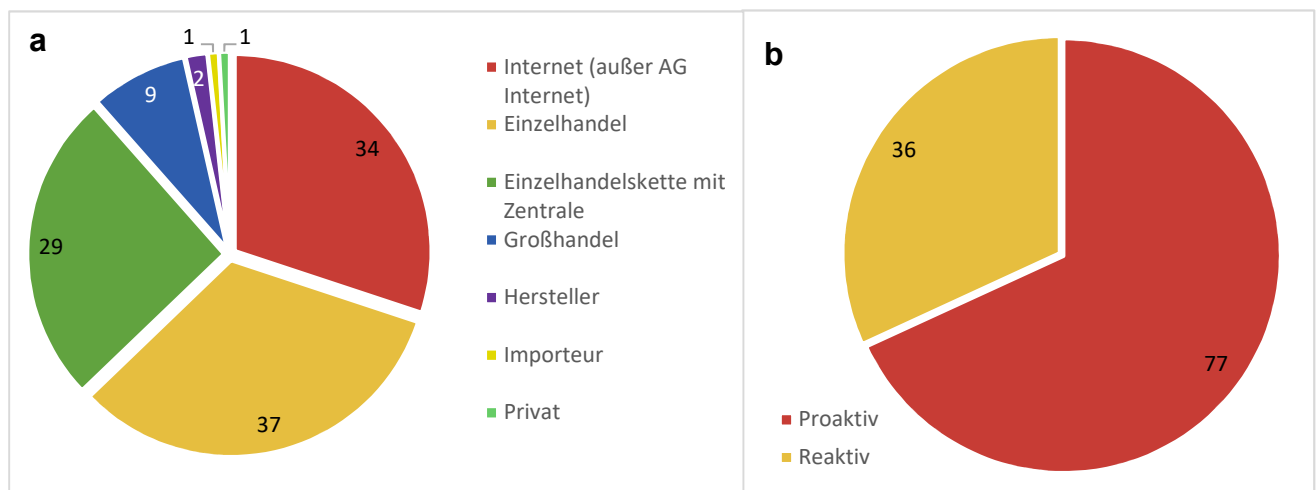 a
1
1
2
9
34
29
37
Internet (außer AG
Internet)
Einzelhandel
Einzelhandelskette mit
Zentrale
Großhandel
Hersteller
Importeur
Privat
b
36
77
Proaktiv
Reaktiv